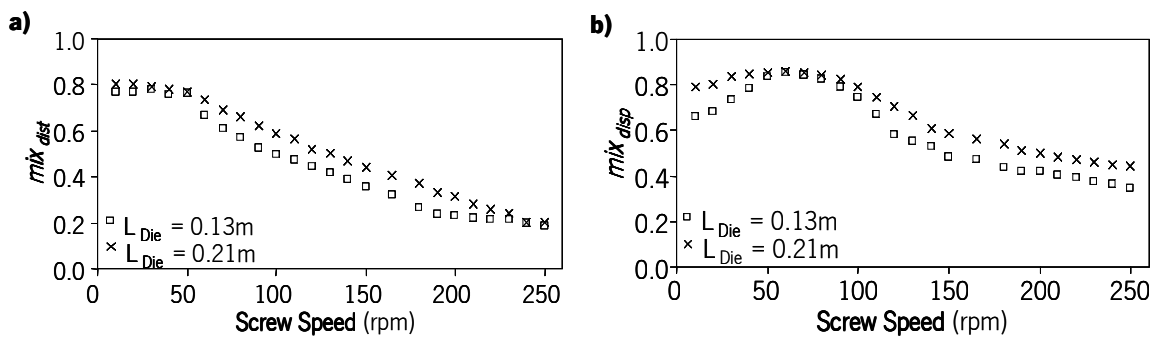 a)
mix dist
1.0
0.8
0.6
0.4
0.2
0.0
L Die = 0.13m
L Die = 0.21m
0 50 100 150 200 250
Screw Speed (rpm)
b)
mix disp
1.0
0.8
0.6
0.4
0.2
0.0
L Die = 0.13m
L Die = 0.21m
0 50 100 150 200 250
Screw Speed (rpm)